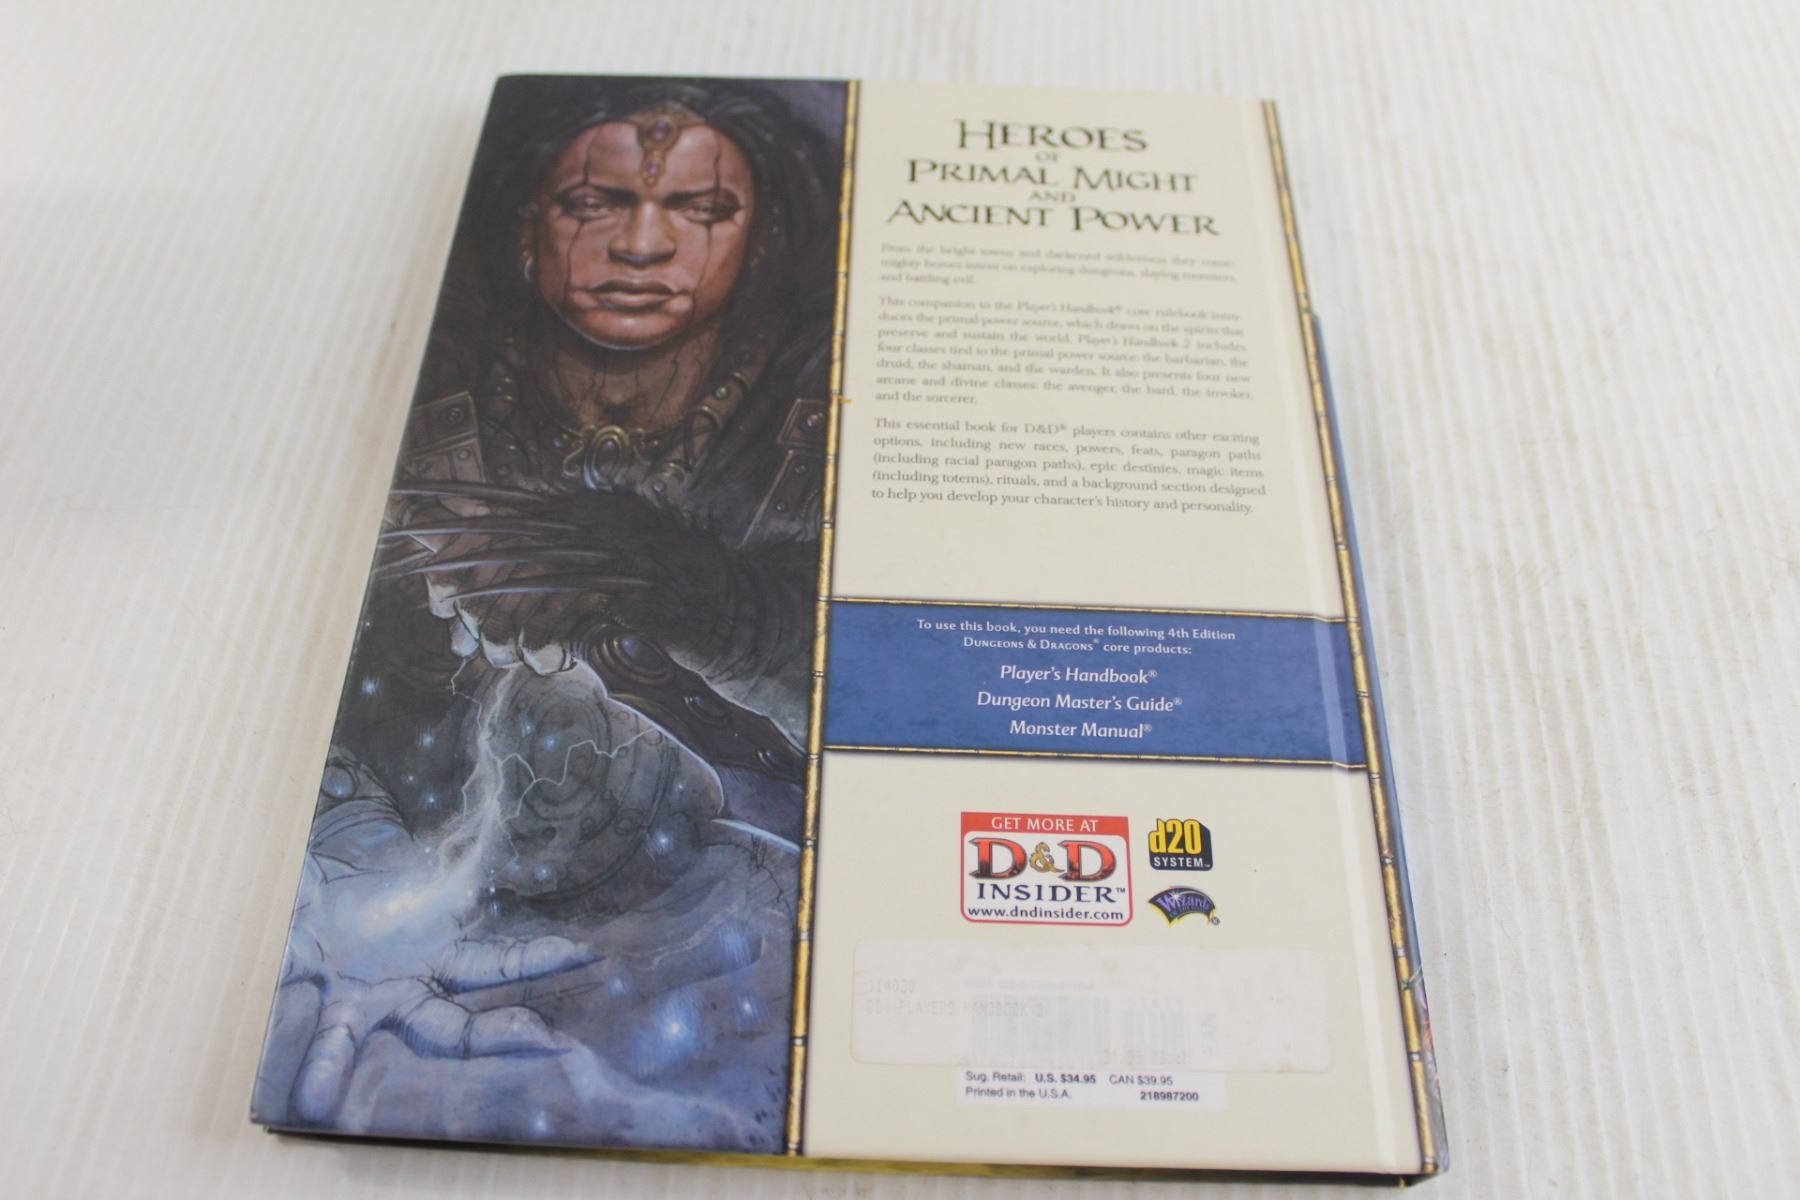 HEROES
OF
PRIMAL MIGHT
AND
ANCIENT POWER
From the bright towns and darkened wilderness they come:
mighty heroes intent on exploring dungeons, slaying monsters,
and battling evil.
This companion to the Player's Handbook® core rulebook intro-
duces the primal power source, which draws on the spirits that
preserve and sustain the world. Player's Handbook 2 includes
four classes tied to the primal power source: the barbarian, the
druid, the shaman, and the warden. It also presents four new
arcane and divine classes: the avenger, the bard, the invoker,
and the sorcerer.
This essential book for D&D® players contains other exciting
options, including new races, powers, feats, paragon paths
(including racial paragon paths), epic destinies, magic items
(including totems), rituals, and a background section designed
to help you develop your character's history and personality.
To use this book, you need the following 4th Edition
DUNGEONS & DRAGONS® core products:
Player's Handbook®
Dungeon Master's Guide®
Monster Manual®
GET MORE AT
D&D
INSIDER™
www.dndinsider.com
d20
SYSTEM™
Wizards
114020
DD4 PLAYERS HANDBOOK 2
Sug. Retail: U.S. $34.95 CAN $39.95
Printed in the U.S.A. 218987200